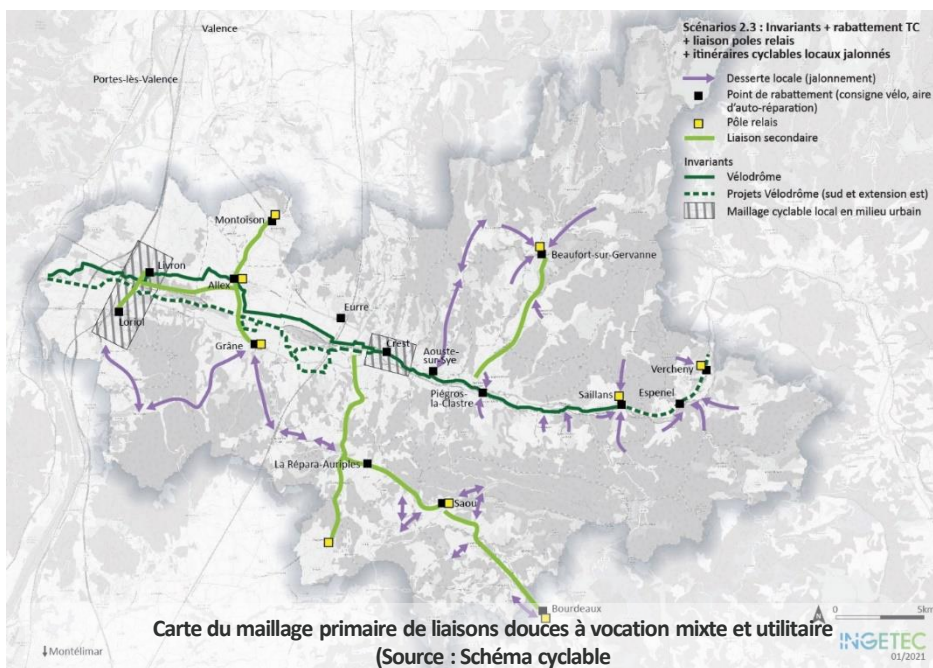 Valence
Portes-lès-Valence
Scénarios 2.3 : Invariants + rabattement TC
+ liaison poles relais
+ itinéraires cyclables locaux jalonnés
Desserte locale (jalonnement)
Point de rabattement (consigne vélo, aire
d'auto-réparation)
Pôle relais
Liaison secondaire
Invariants
Vélodrôme
Projets Vélodrôme (sud et extension est)
Maillage cyclable local en milieu urbain
Montoison
Livron
Allex
Loriol
Grâne
Eurre
Crest
Aouste-
sur-Sye
Piégros-
la-Clastre
Beaufort-sur-Gervanne
Saillans
Espenel
Vercheny
La Répara-Auriples
Saou
Bourdeaux
Montélimar
N
0
5km
INGETEC
01/2021
Carte du maillage primaire de liaisons douces à vocation mixte et utilitaire
(Source : Schéma cyclable